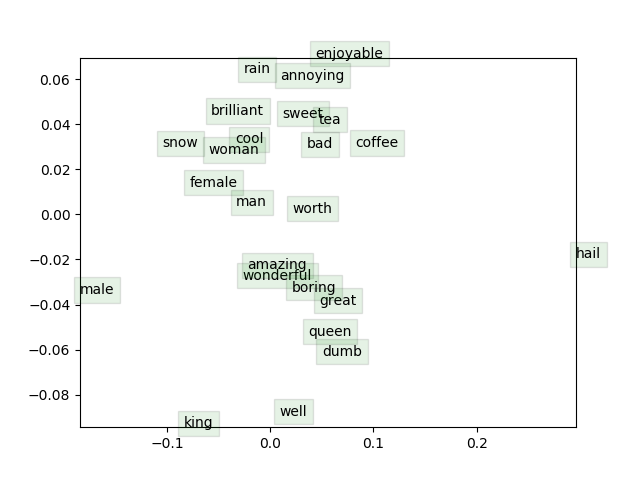 enjoyable
rain
annoying
0.06
brilliant
sweet
tea
0.04
snow
cool
woman
bad
coffee
0.02
female
man
worth
0.00
amazing
wonderful
hail
−0.02
male
boring
great
−0.04
queen
dumb
−0.06
−0.08
king
well
−0.1 0.0 0.1 0.2